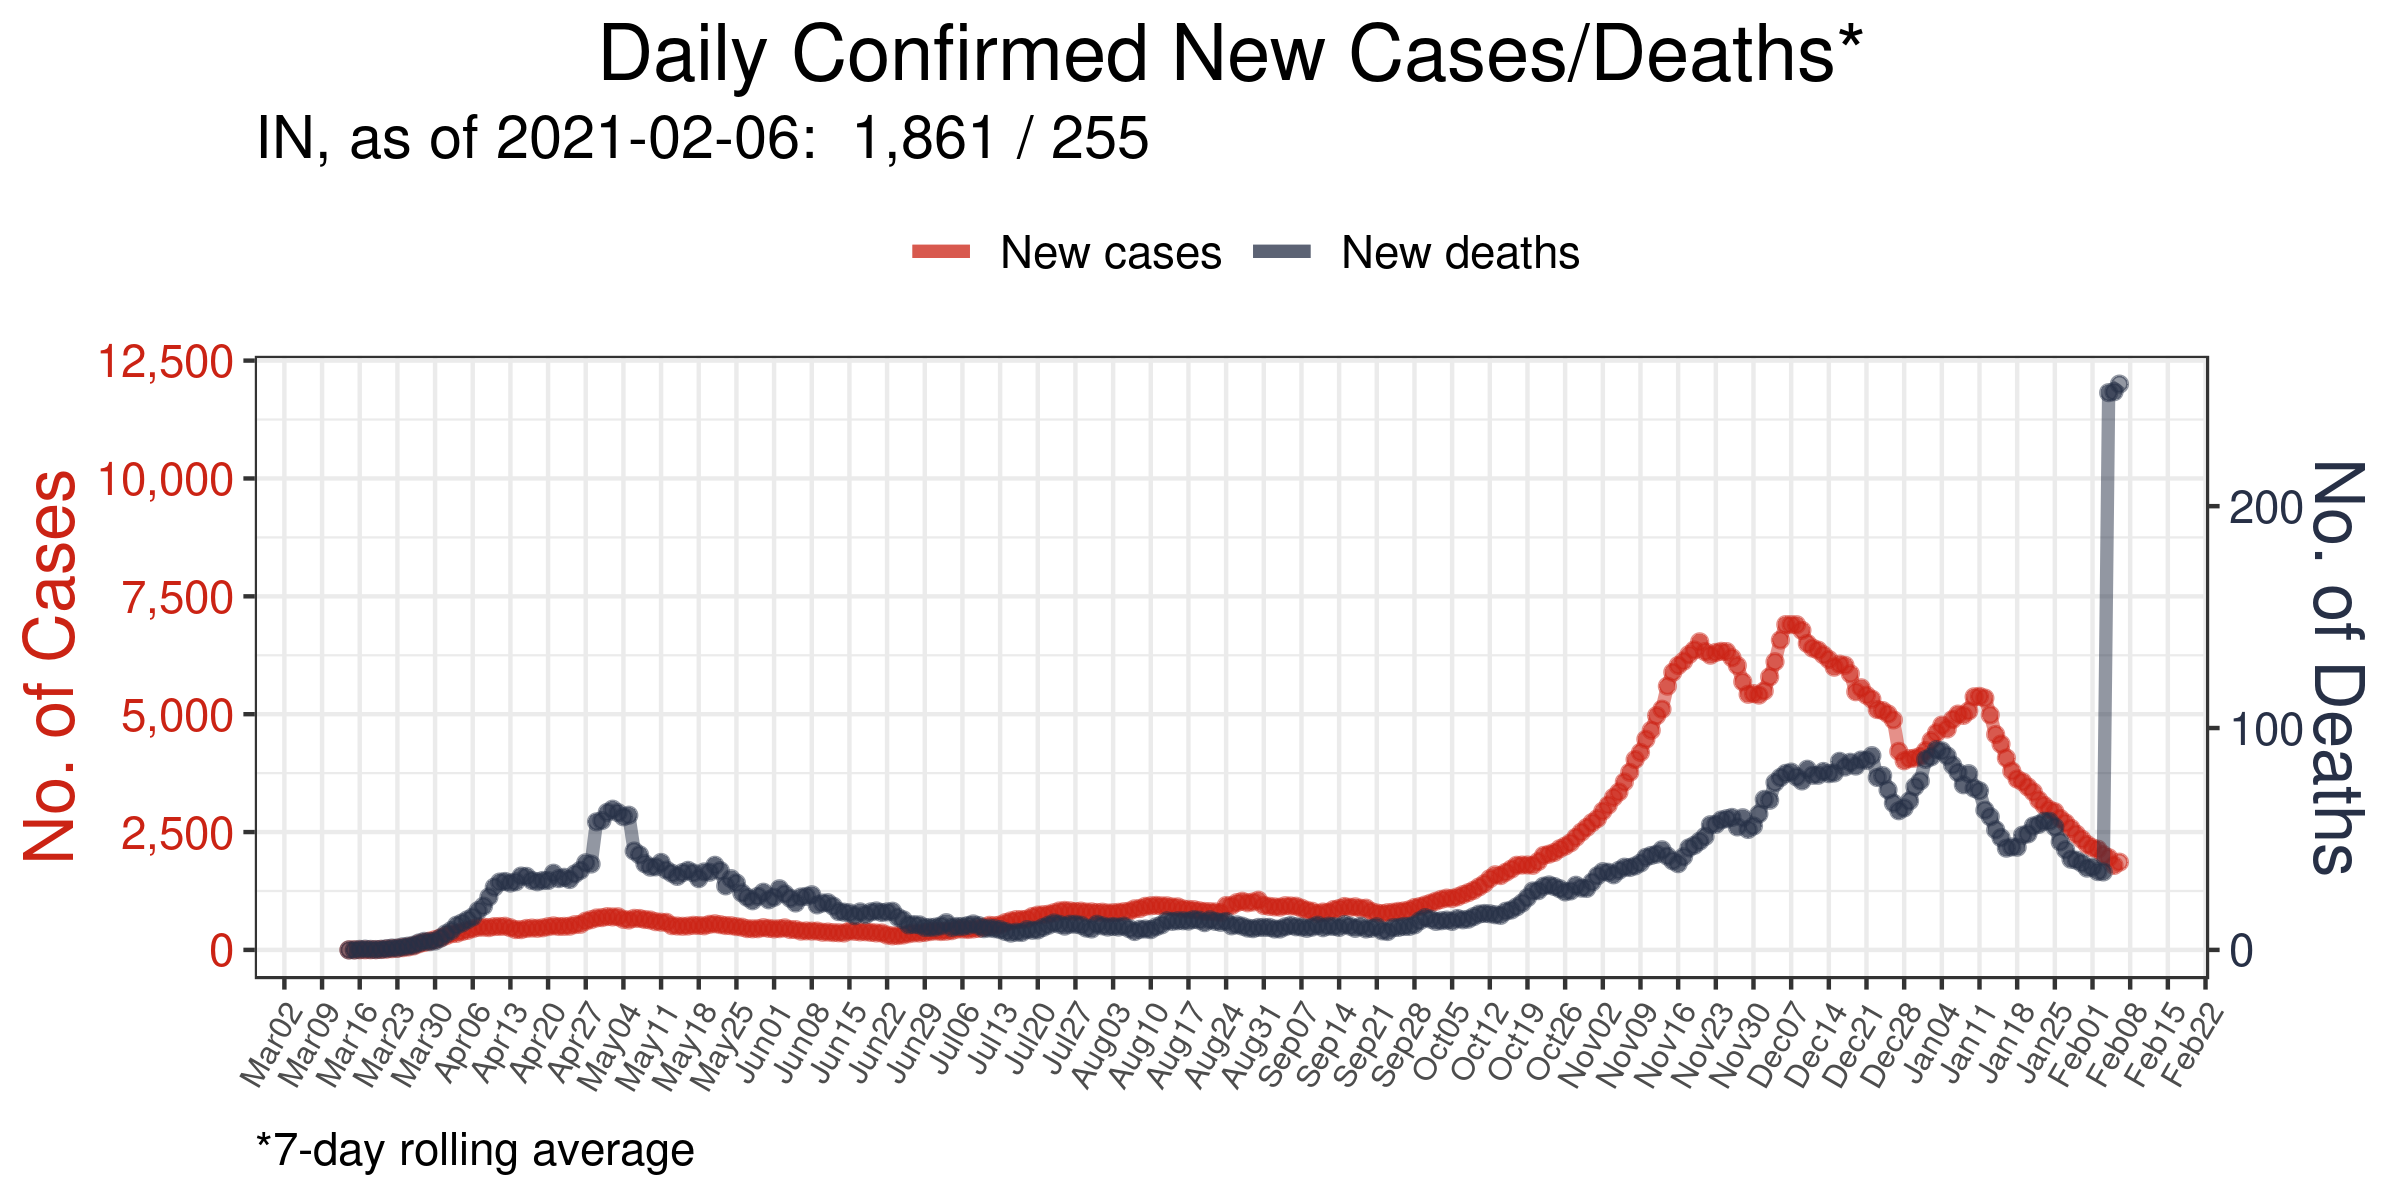 Daily Confirmed New Cases/Deaths*
IN, as of 2021-02-06:  1,861 / 255
New cases
New deaths
No. of Cases
12,500
10,000
7,500
5,000
2,500
0
200
100
0
No. of Deaths
Mar02
Mar09
Mar16
Mar23
Mar30
Apr06
Apr13
Apr20
Apr27
May04
May11
May18
May25
Jun01
Jun08
Jun15
Jun22
Jun29
Jul06
Jul13
Jul20
Jul27
Aug03
Aug10
Aug17
Aug24
Aug31
Sep07
Sep14
Sep21
Sep28
Oct05
Oct12
Oct19
Oct26
Nov02
Nov09
Nov16
Nov23
Nov30
Dec07
Dec14
Dec21
Dec28
Jan04
Jan11
Jan18
Jan25
Feb01
Feb08
Feb15
Feb22
*7-day rolling average